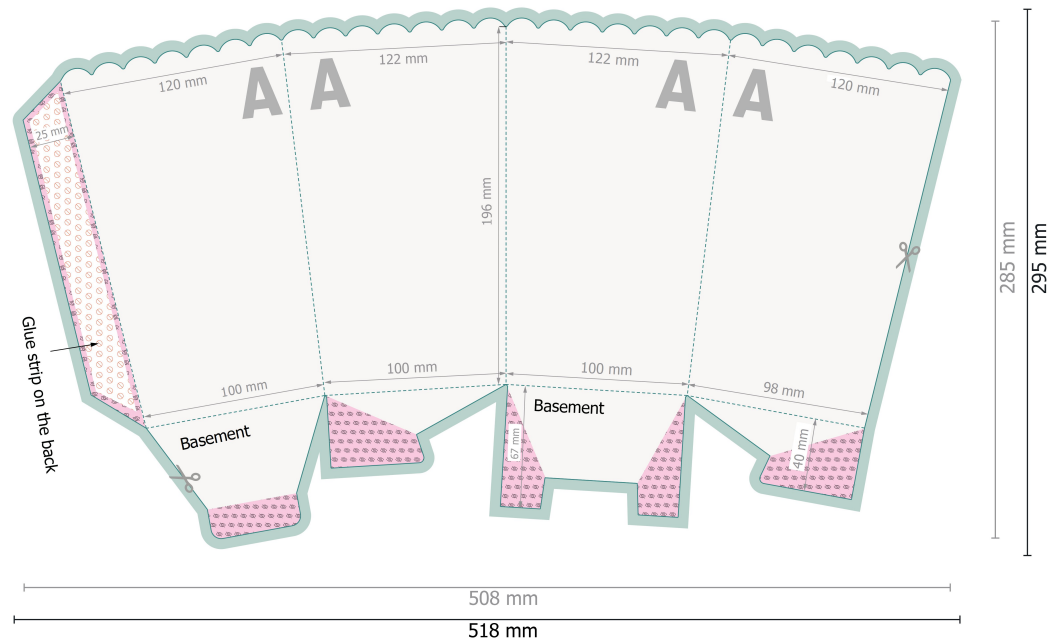 120 mm
122 mm
122 mm
120 mm
A
A
A
A
25 mm
196 mm
285 mm
295 mm
Glue strip on the back
100 mm
100 mm
100 mm
98 mm
Basement
Basement
67 mm
40 mm
508 mm
518 mm